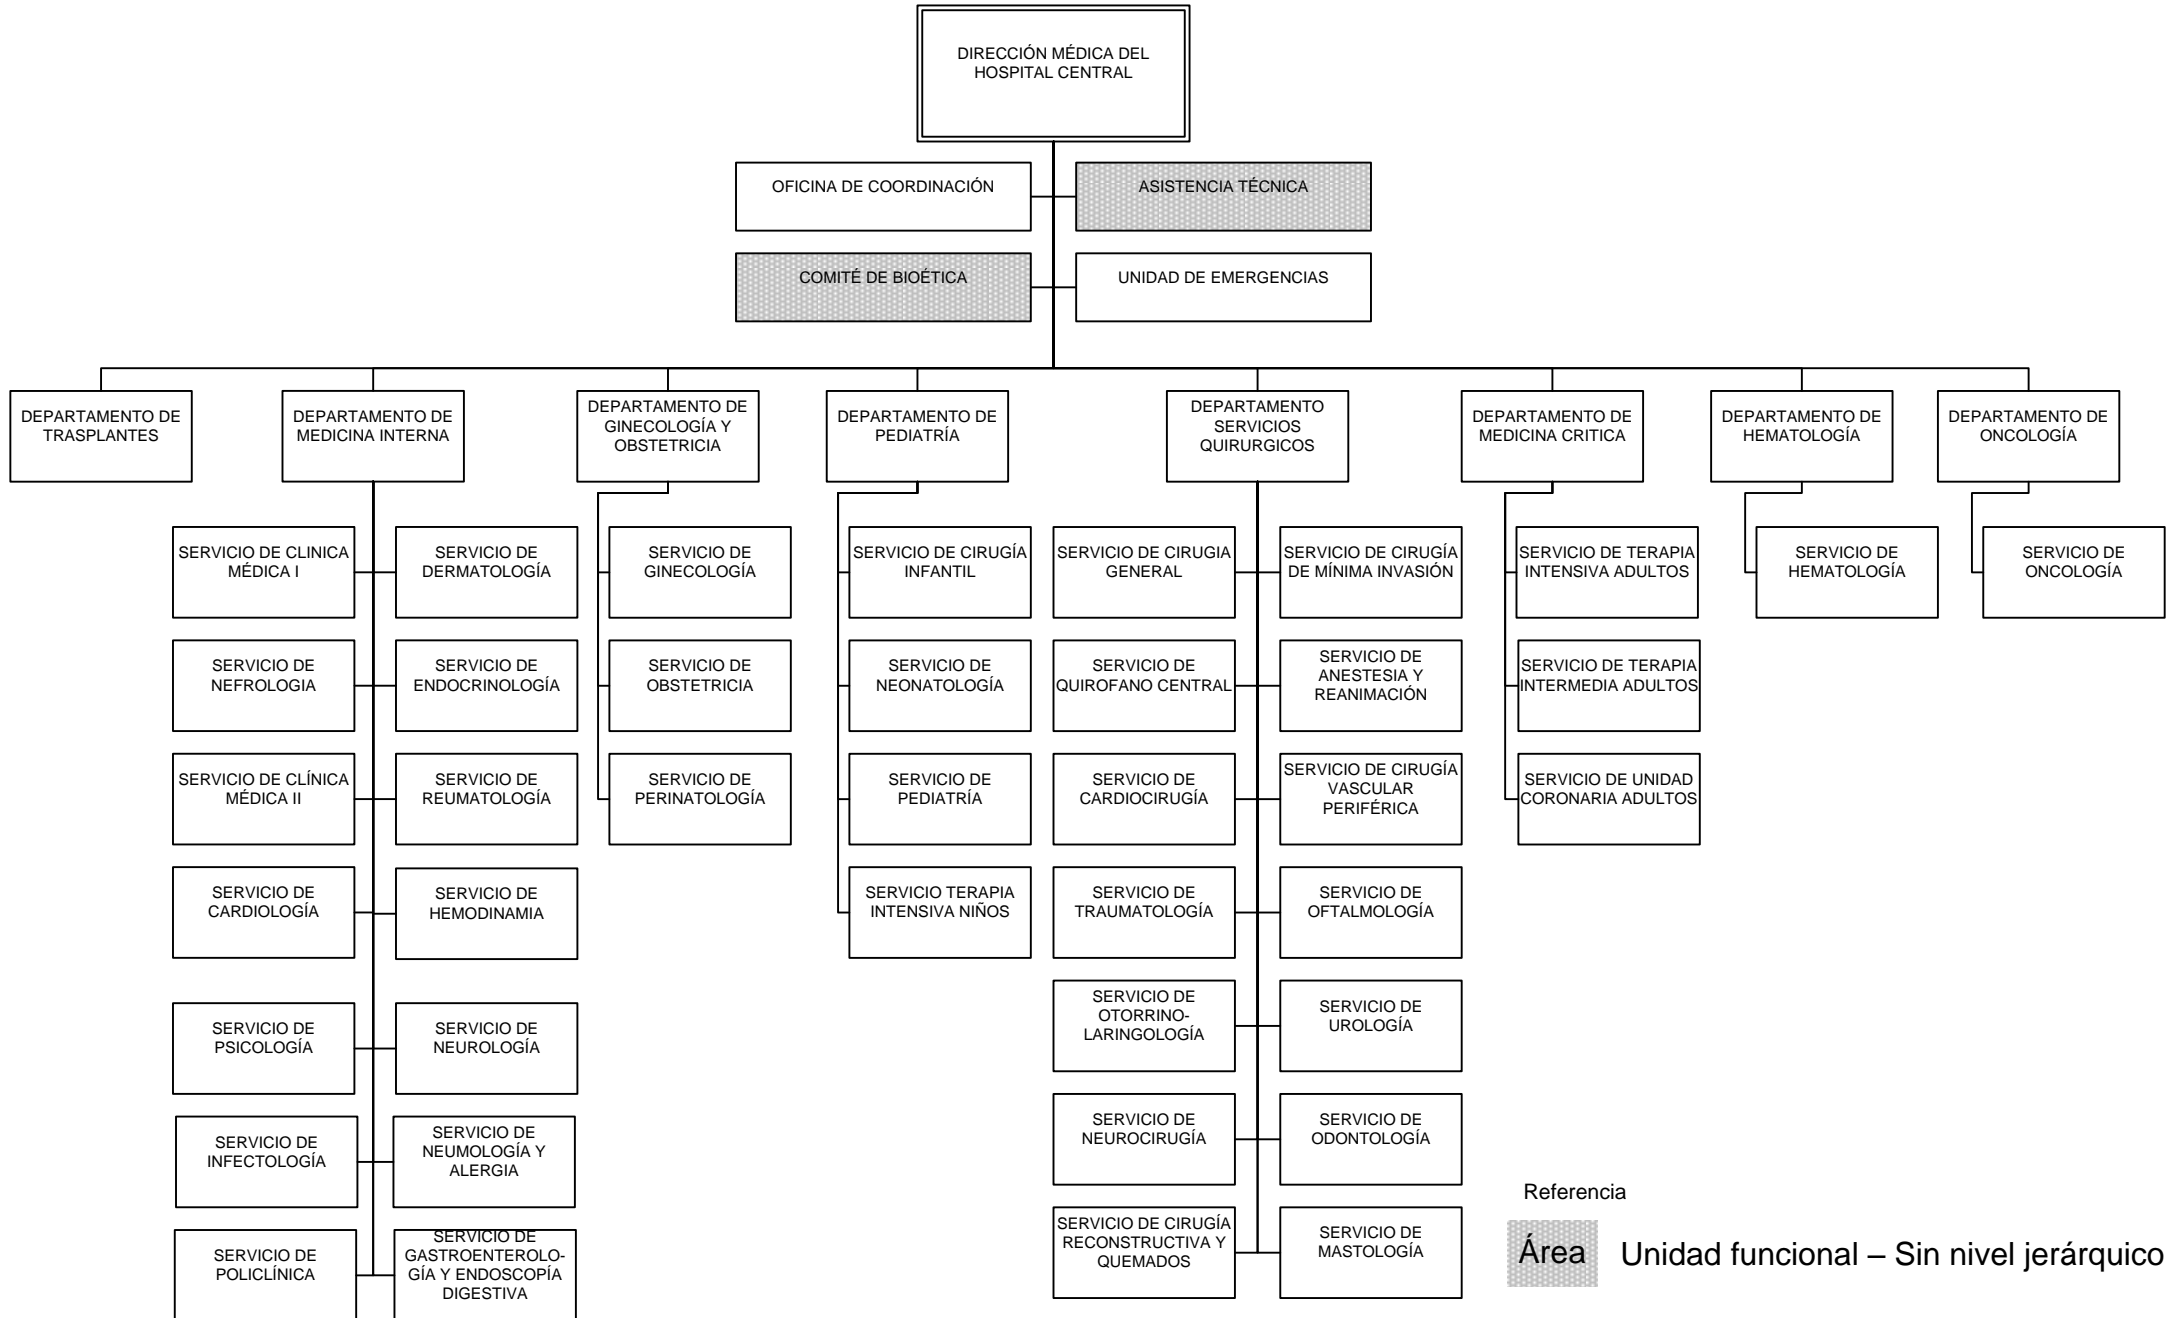 DIRECCIÓN MÉDICA DEL
HOSPITAL CENTRAL
OFICINA DE COORDINACIÓN
ASISTENCIA TÉCNICA
COMITÉ DE BIOÉTICA
UNIDAD DE EMERGENCIAS
DEPARTAMENTO DE
TRASPLANTES
DEPARTAMENTO DE
MEDICINA INTERNA
DEPARTAMENTO DE
GINECOLOGÍA Y
OBSTETRICIA
DEPARTAMENTO DE
PEDIATRÍA
DEPARTAMENTO
SERVICIOS
QUIRURGICOS
DEPARTAMENTO DE
MEDICINA CRITICA
DEPARTAMENTO DE
HEMATOLOGÍA
DEPARTAMENTO DE
ONCOLOGÍA
SERVICIO DE CLINICA
MÉDICA I
SERVICIO DE
DERMATOLOGÍA
SERVICIO DE
GINECOLOGÍA
SERVICIO DE CIRUGÍA
INFANTIL
SERVICIO DE CIRUGIA
GENERAL
SERVICIO DE CIRUGÍA
DE MÍNIMA INVASIÓN
SERVICIO DE TERAPIA
INTENSIVA ADULTOS
SERVICIO DE
HEMATOLOGÍA
SERVICIO DE
ONCOLOGÍA
SERVICIO DE
NEFROLOGIA
SERVICIO DE
ENDOCRINOLOGÍA
SERVICIO DE
OBSTETRICIA
SERVICIO DE
NEONATOLOGÍA
SERVICIO DE
QUIROFANO CENTRAL
SERVICIO DE
ANESTESIA Y
REANIMACIÓN
SERVICIO DE TERAPIA
INTERMEDIA ADULTOS
SERVICIO DE CLÍNICA
MÉDICA II
SERVICIO DE
REUMATOLOGÍA
SERVICIO DE
PERINATOLOGÍA
SERVICIO DE
PEDIATRÍA
SERVICIO DE
CARDIOCIRUGÍA
SERVICIO DE CIRUGÍA
VASCULAR
PERIFÉRICA
SERVICIO DE UNIDAD
CORONARIA ADULTOS
SERVICIO DE
CARDIOLOGÍA
SERVICIO DE
HEMODINAMIA
SERVICIO TERAPIA
INTENSIVA NIÑOS
SERVICIO DE
TRAUMATOLOGÍA
SERVICIO DE
OFTALMOLOGÍA
SERVICIO DE
PSICOLOGÍA
SERVICIO DE
NEUROLOGÍA
SERVICIO DE
OTORRINO-
LARINGOLOGÍA
SERVICIO DE
UROLOGÍA
SERVICIO DE
INFECTOLOGÍA
SERVICIO DE
NEUMOLOGÍA Y
ALERGIA
SERVICIO DE
NEUROCIRUGÍA
SERVICIO DE
ODONTOLOGÍA
SERVICIO DE
POLICLÍNICA
SERVICIO DE
GASTROENTEROLO-
GÍA Y ENDOSCOPÍA
DIGESTIVA
SERVICIO DE CIRUGÍA
RECONSTRUCTIVA Y
QUEMADOS
SERVICIO DE
MASTOLOGÍA
Referencia
Área Unidad funcional – Sin nivel jerárquico